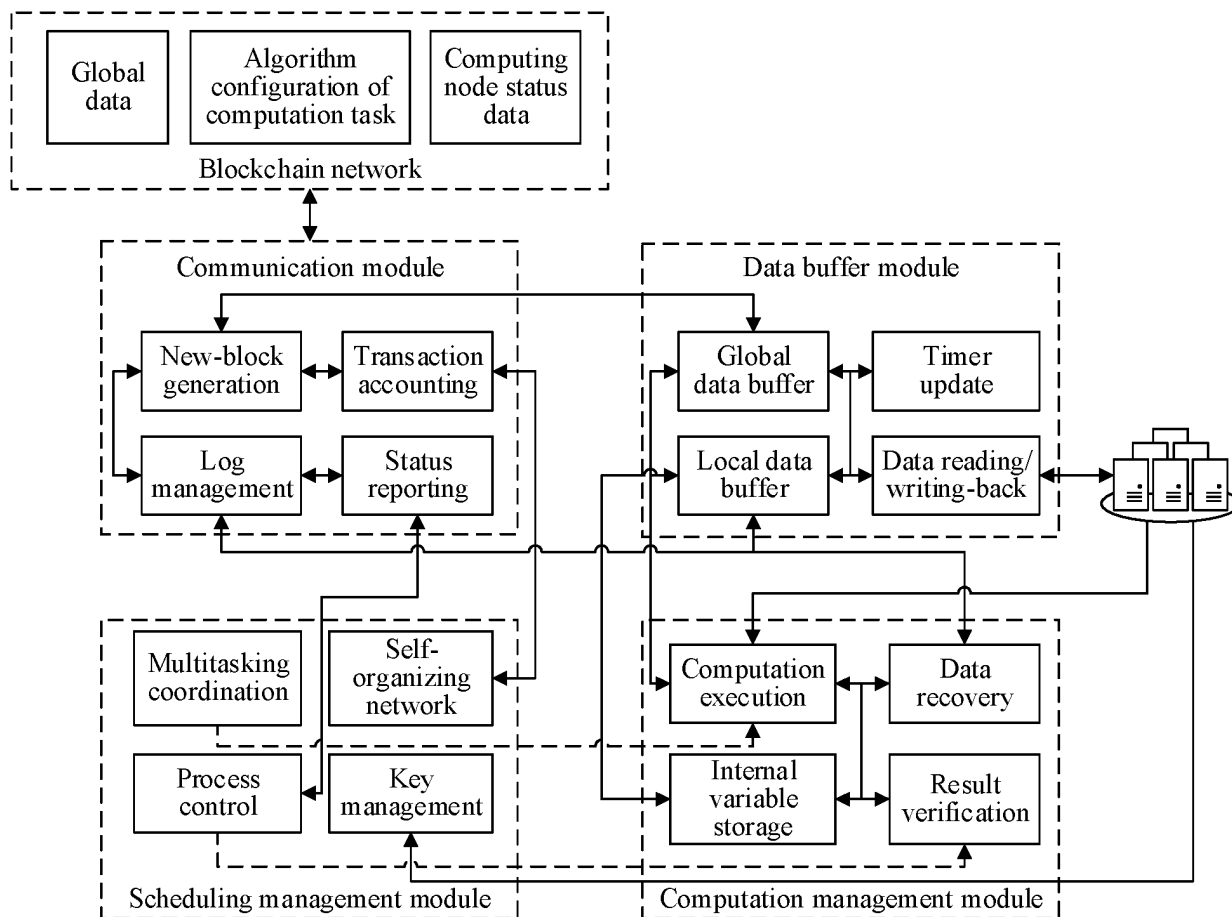 Global
data
Algorithm
configuration of
computation task
Computing
node status
data
Blockchain network
Communication module
New-block
generation
Transaction
accounting
Log
management
Status
reporting
Data buffer module
Global
data buffer
Timer
update
Local data
buffer
Data reading/
writing-back
Multitasking
coordination
Self-
organizing
network
Process
control
Key
management
Scheduling management module
Computation
execution
Data
recovery
Internal
variable
storage
Result
verification
Computation management module